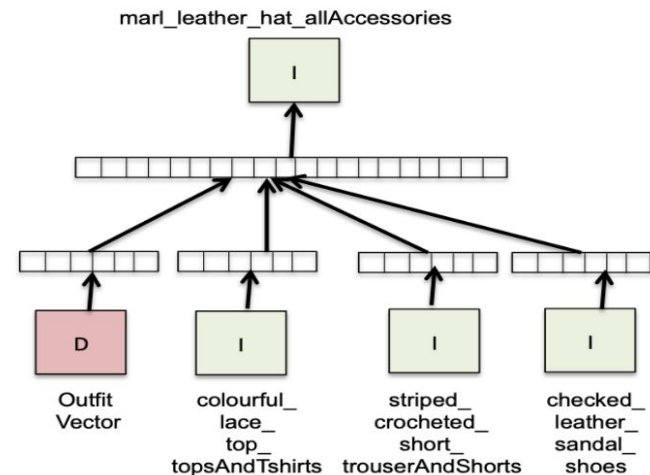 marl_leather_hat_allAccessories
I
D
I
I
I
Outfit
Vector
colourful_
lace_
top_
topsAndTshirts
striped_
crocheted_
short_
trouserAndShorts
checked_
leather_
sandal_
shoes